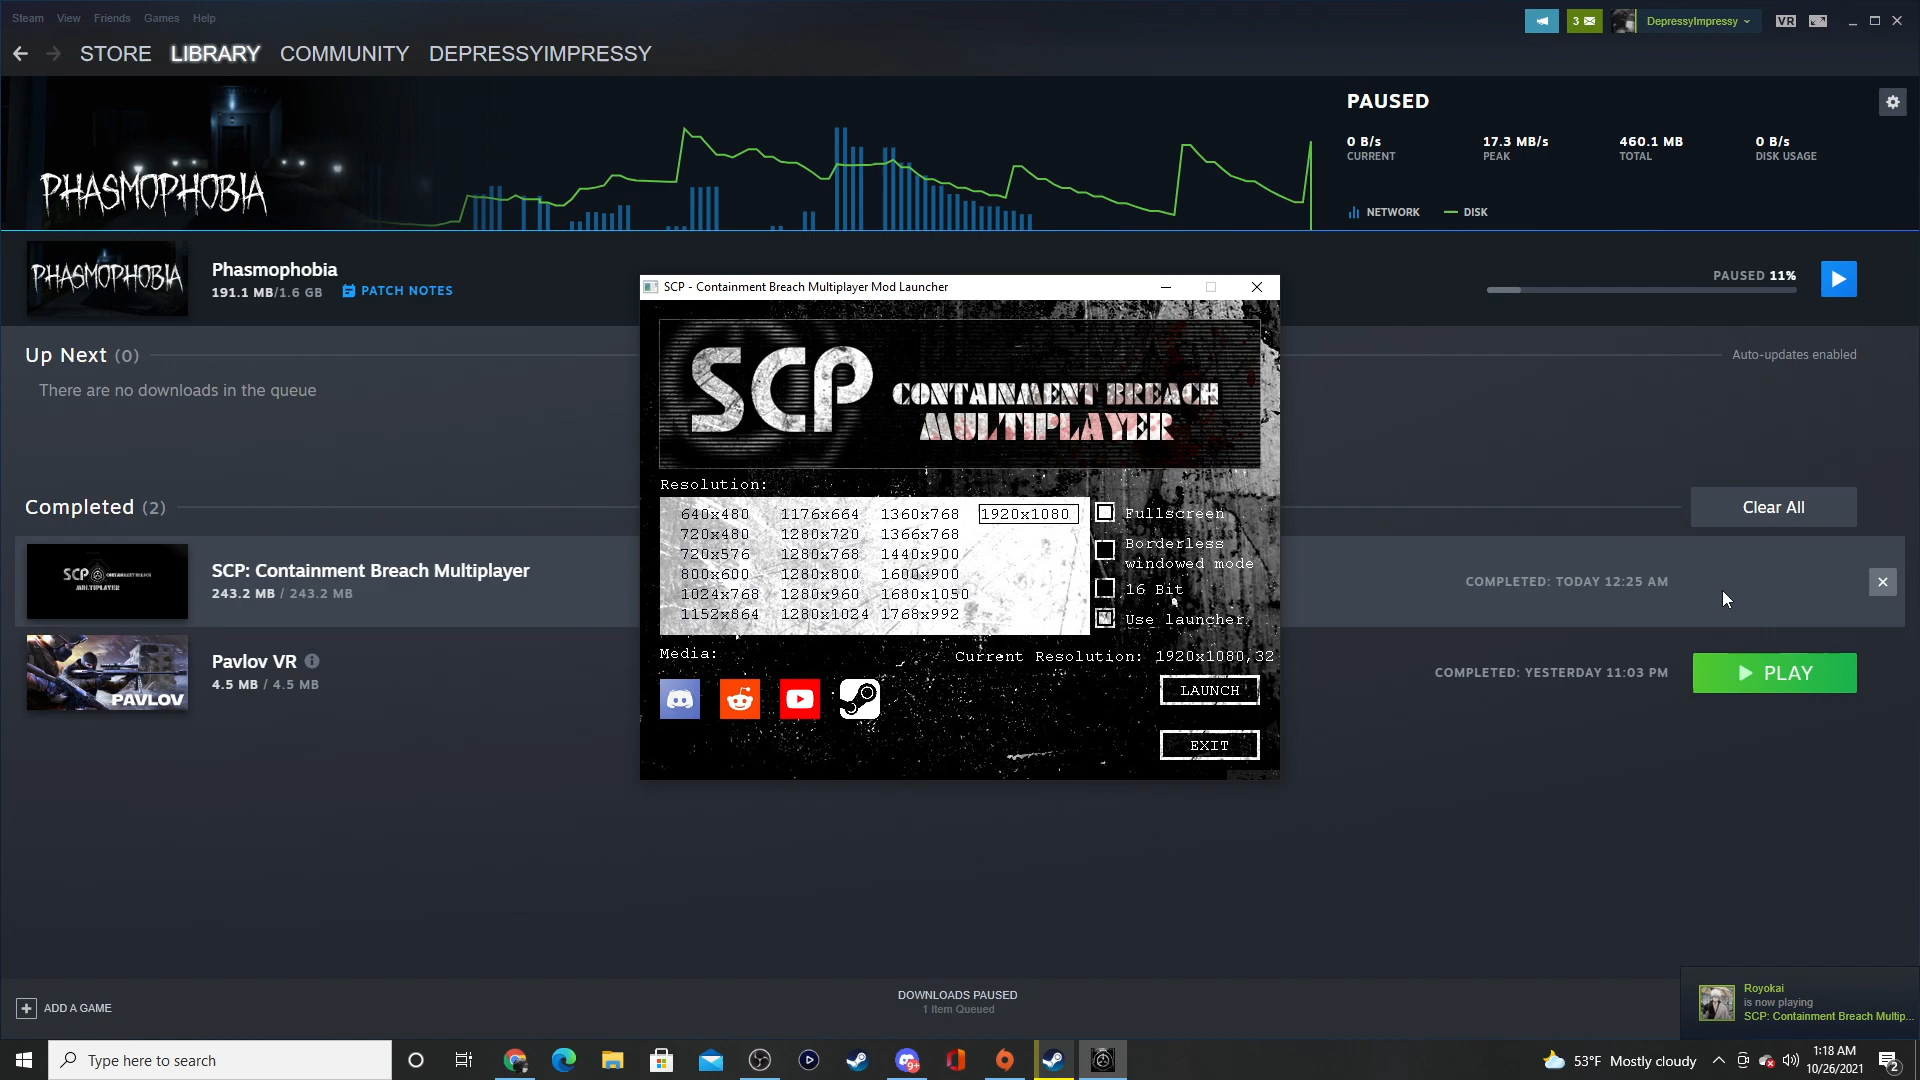 Steam View Friends Games Help
3
DepressyImpressy
VR
STORE LIBRARY COMMUNITY DEPRESSYIMPRESSY
PHASMOPHOBIA
PAUSED
0 B/s 17.3 MB/s 460.1 MB 0 B/s
CURRENT PEAK TOTAL DISK USAGE
NETWORK DISK
PHASMOPHOBIA
Phasmophobia
191.1 MB/1.6 GB PATCH NOTES
PAUSED 11%
Up Next (0)
Auto-updates enabled
There are no downloads in the queue
Completed (2)
Clear All
SCP CONTAINMENT BREACH
MULTIPLAYER
SCP: Containment Breach Multiplayer
243.2 MB / 243.2 MB
COMPLETED: TODAY 12:25 AM
PAVLOV
Pavlov VR
4.5 MB / 4.5 MB
COMPLETED: YESTERDAY 11:03 PM
PLAY
SCP - Containment Breach Multiplayer Mod Launcher
SCP CONTAINMENT BREACH
MULTIPLAYER
Resolution:
640x480 1176x664 1360x768 1920x1080
720x480 1280x720 1366x768
720x576 1280x768 1440x900
800x600 1280x800 1600x900
1024x768 1280x960 1680x1050
1152x864 1280x1024 1768x992
Fullscreen
Borderless
windowed mode
16 Bit
Use launcher
Media:
Current Resolution: 1920x1080,32
LAUNCH
EXIT
ADD A GAME
DOWNLOADS PAUSED
1 Item Queued
Royokai
is now playing
SCP: Containment Breach Multip...
Type here to search
9+
53°F Mostly cloudy
1:18 AM
10/26/2021
2